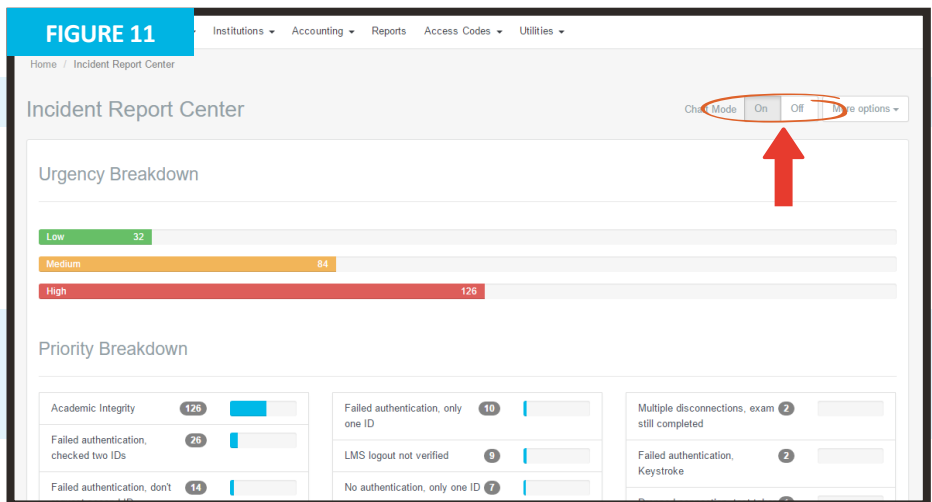 FIGURE 11
Institutions Accounting Reports Access Codes Utilities
Home / Incident Report Center
Incident Report Center
Chart Mode On Off More options
Urgency Breakdown
Low 32
Medium 84
High 126
Priority Breakdown
Academic Integrity 126
Failed authentication,
checked two IDs 26
Failed authentication, don't 14
Failed authentication, only 10
one ID
LMS logout not verified 9
No authentication, only one ID 7
Multiple disconnections, exam 2
still completed
Failed authentication, 2
Keystroke